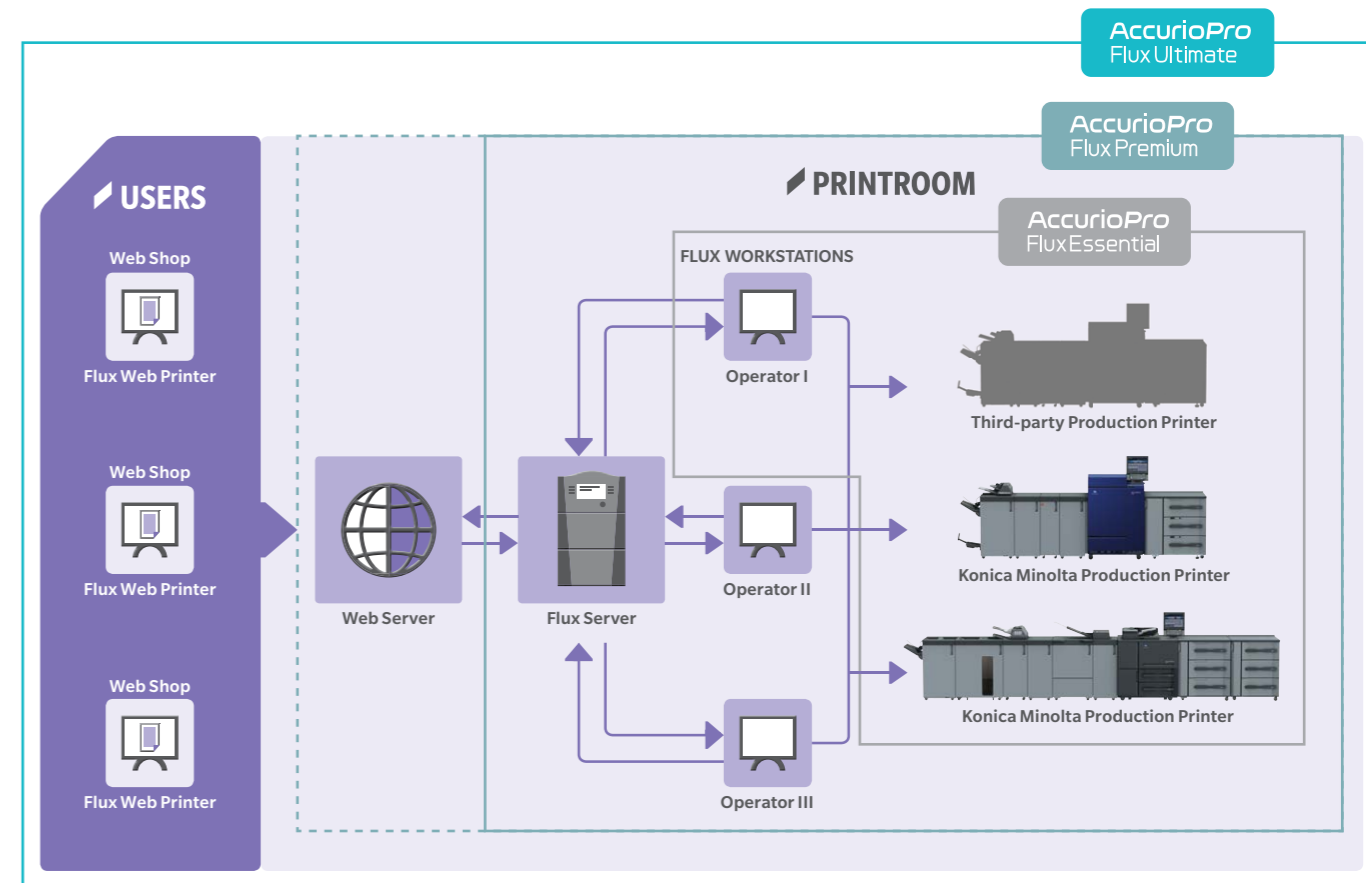 AccurioPro
Flux Ultimate
AccurioPro
Flux Premium
USERS
PRINTROOM
AccurioPro
Flux Essential
Web Shop
Flux Web Printer
FLUX WORKSTATIONS
Operator I
Third-party Production Printer
Web Shop
Flux Web Printer
Web Server
Flux Server
Operator II
Konica Minolta Production Printer
Web Shop
Flux Web Printer
Operator III
Konica Minolta Production Printer